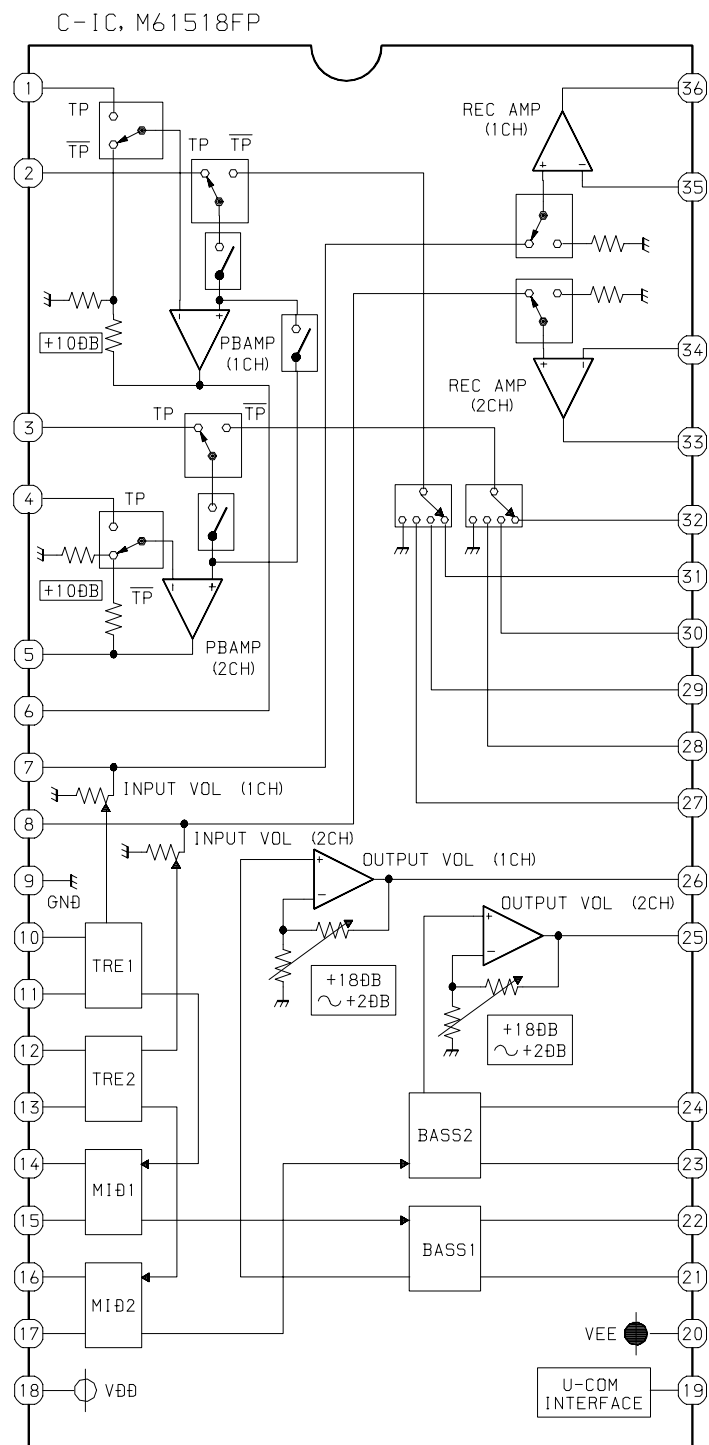 C-IC, M61518FP
1
36
TP
REC AMP
(1CH)
TP
TP TP
2
35
+10DB
PBAMP
(1CH)
34
REC AMP
(2CH)
3
TP TP
33
4
TP
32
+10DB
TP
31
30
5
PBAMP
(2CH)
29
6
28
7
INPUT VOL (1CH)
27
8
INPUT VOL (2CH)
OUTPUT VOL (1CH)
9
GND
26
OUTPUT VOL (2CH)
10
25
TRE1
+18DB
~+2DB
11
+18DB
~+2DB
12
TRE2
13
24
BASS2
14
23
MID1
15
22
BASS1
16
21
MID2
17
VEE
20
18
VDD
U-COM
INTERFACE
19